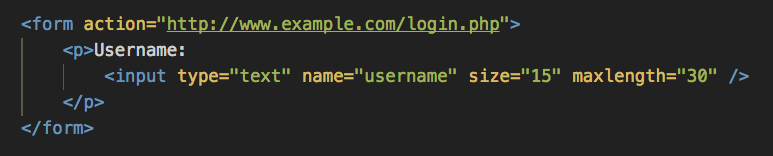 <form action="http://www.example.com/login.php">
<p>Username:
<input type="text" name="username" size="15" maxlength="30" />
</p>
</form>